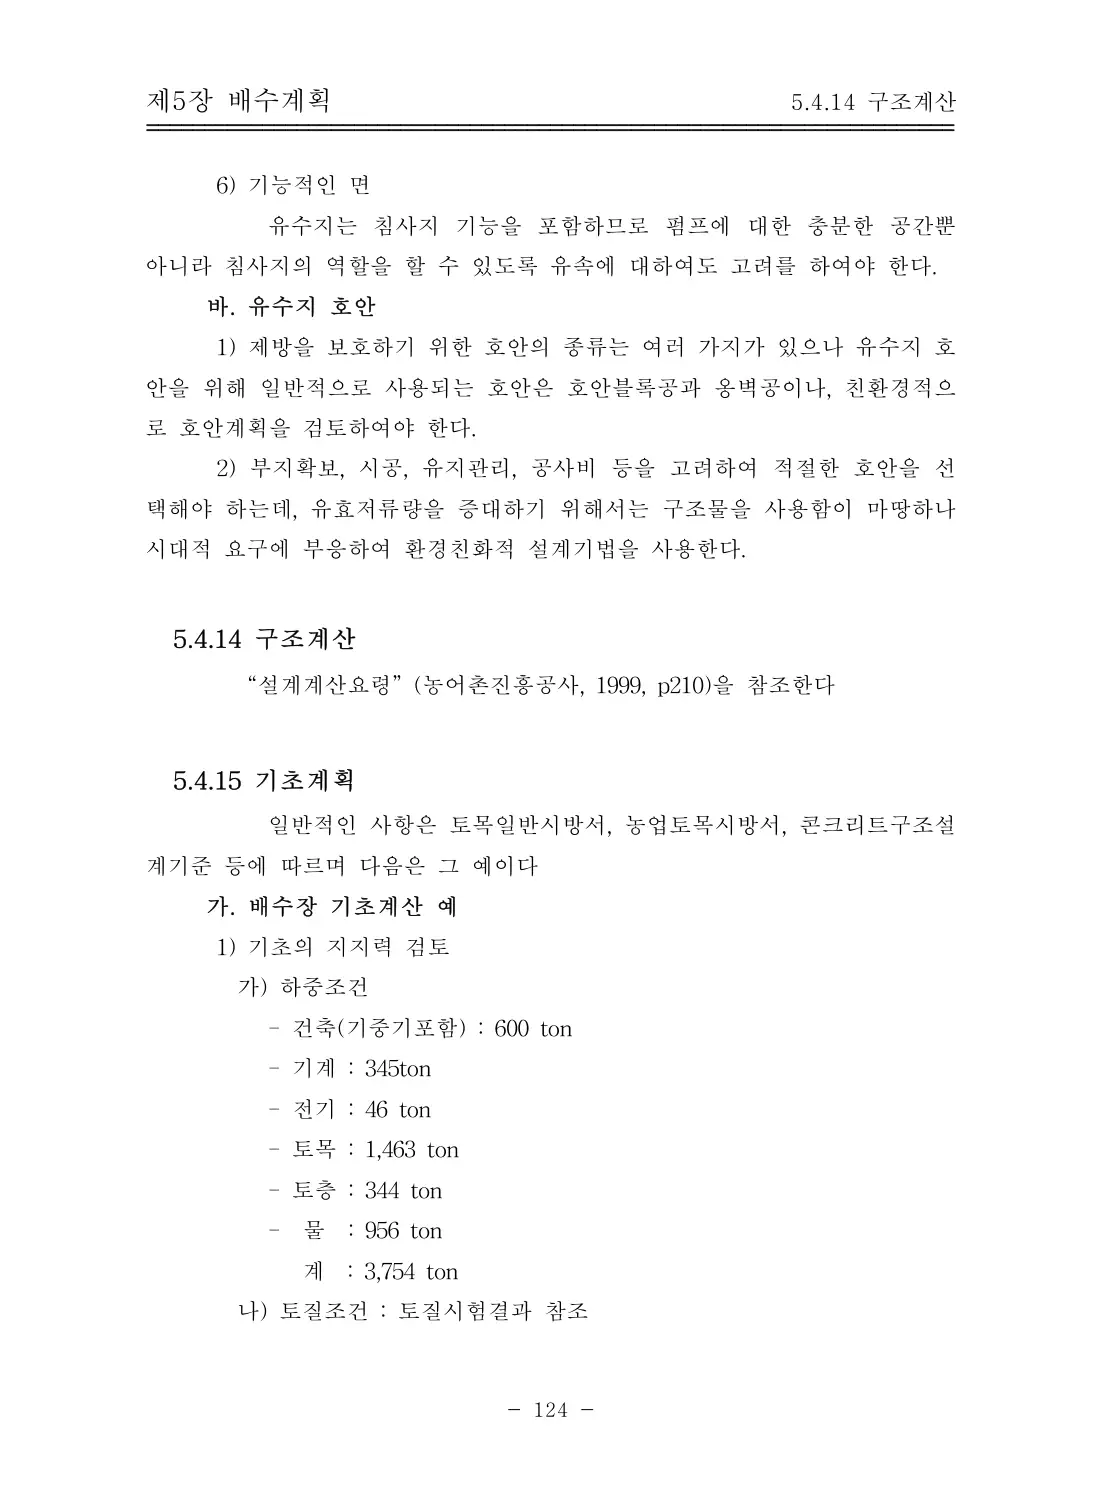 제5장 배수계획
5.4.14 구조계산
6) 기능적인 면
유수지는 침사지 기능을 포함하므로 펌프에 대한 충분한 공간뿐
아니라 침사지의 역할을 할 수 있도록 유속에 대하여도 고려를 하여야 한다.
바. 유수지 호안
1) 제방을 보호하기 위한 호안의 종류는 여러 가지가 있으나 유수지 호
안을 위해 일반적으로 사용되는 호안은 호안블록공과 옹벽공이나, 친환경적으
로 호안계획을 검토하여야 한다.
2) 부지확보, 시공, 유지관리, 공사비 등을 고려하여 적절한 호안을 선
택해야 하는데, 유효저류량을 증대하기 위해서는 구조물을 사용함이 마땅하나
시대적 요구에 부응하여 환경친화적 설계기법을 사용한다.
5.4.14 구조계산
“설계계산요령” (농어촌진흥공사, 1999, p210)을 참조한다
5.4.15 기초계획
일반적인 사항은 토목일반시방서, 농업토목시방서, 콘크리트구조설
계기준 등에 따르며 다음은 그 예이다
가. 배수장 기초계산 예
1) 기초의 지지력 검토
가) 하중조건
- 건축(기중기포함) : 600 ton
- 기계 : 345ton
- 전기 : 46 ton
- 토목 : 1,463 ton
- 토층 : 344 ton
- 물 : 956 ton
계 : 3,754 ton
나) 토질조건 : 토질시험결과 참조
- 124 -